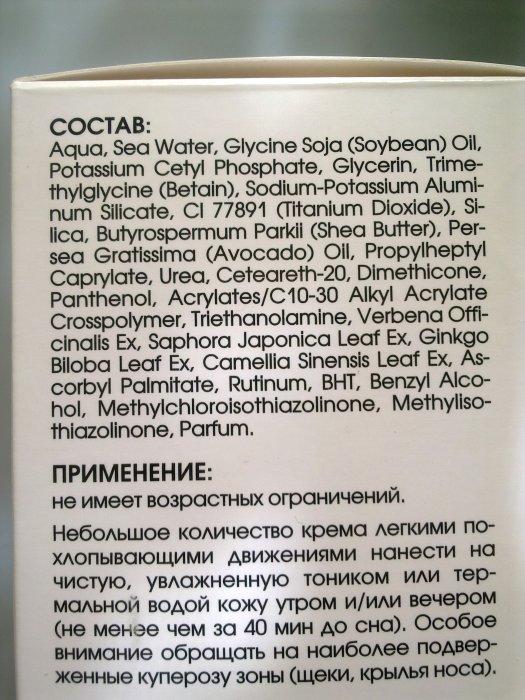 СОСТАВ:
Aqua, Sea Water, Glycine Soja (Soybean) Oil,
Potassium Cetyl Phosphate, Glycerin, Trime-
thylglycine (Betain), Sodium-Potassium Alumi-
num Silicate, CI 77891 (Titanium Dioxide), Si-
lica, Butyrospermum Parkii (Shea Butter), Per-
sea Gratissima (Avocado) Oil, Propylheptyl
Caprylate, Urea, Ceteareth-20, Dimethicone,
Panthenol, Acrylates/C10-30 Alkyl Acrylate
Crosspolymer, Triethanolamine, Verbena Offi-
cinalis Ex, Saphora Japonica Leaf Ex, Ginkgo
Biloba Leaf Ex, Camellia Sinensis Leaf Ex, As-
corbyl Palmitate, Rutinum, BHT, Benzyl Alco-
hol, Methylchloroisothiazolinone, Methyliso-
thiazolinone, Parfum.
ПРИМЕНЕНИЕ:
не имеет возрастных ограничений.
Небольшое количество крема легкими по-
хлопывающими движениями нанести на
чистую, увлажненную тоником или тер-
мальной водой кожу утром и/или вечером
(не менее чем за 40 мин до сна). Особое
внимание обращать на наиболее подвер-
женные куперозу зоны (щеки, крылья носа).